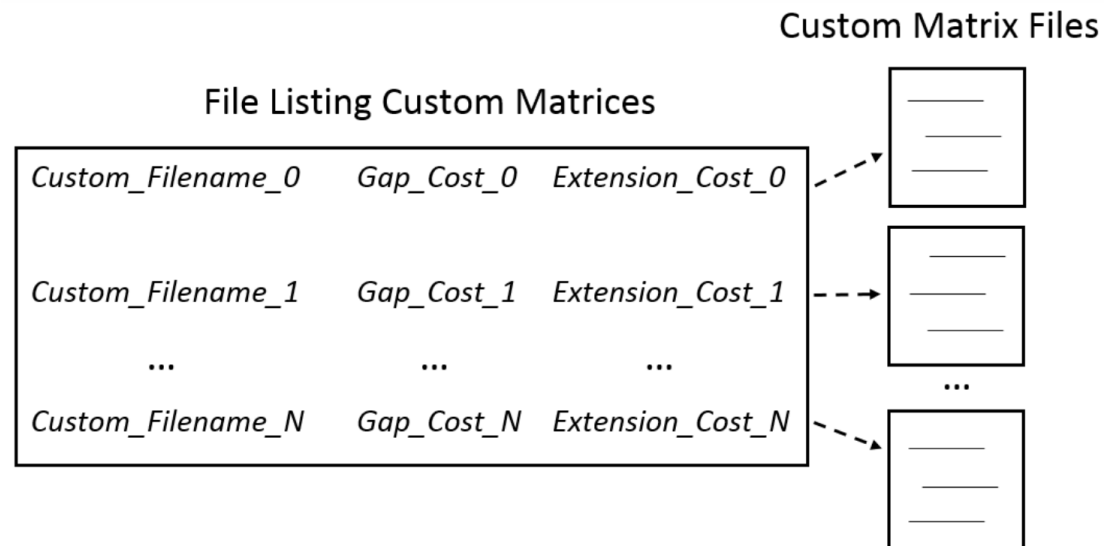 Custom Matrix Files
File Listing Custom Matrices
Custom_Filename_0 Gap_Cost_0 Extension_Cost_0
Custom_Filename_1 Gap_Cost_1 Extension_Cost_1
... ... ...
...
Custom_Filename_N Gap_Cost_N Extension_Cost_N